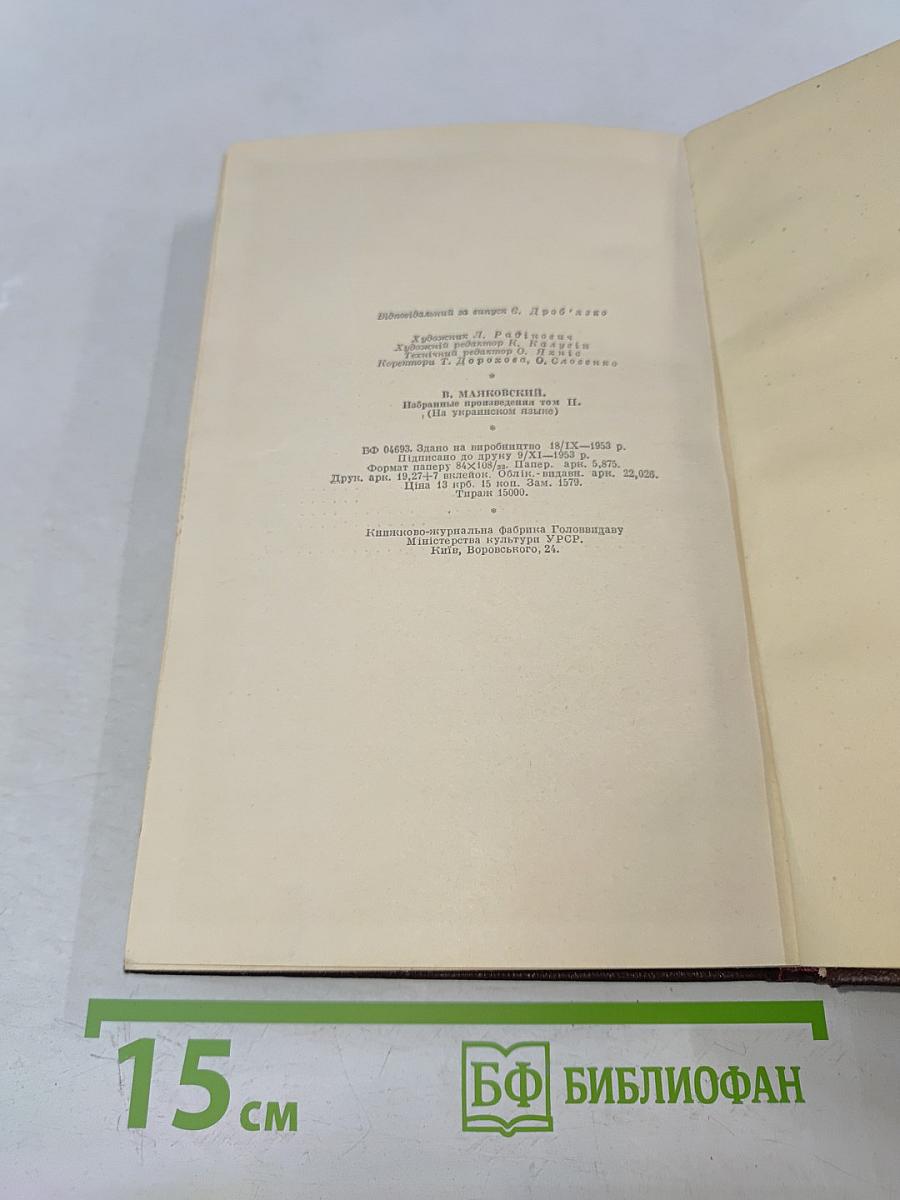 Відповідальний за випуск Є. Дроб'язко
Художник Л. Рабінович
Художній редактор К. Калугін
Технічний редактор О. Яхніс
Коректори Т. Дорохова, О. Словенко
*
В. МАЯКОВСКИЙ.
Избранные произведения том II.
(На украинском языке)
*
БФ 04693. Здано на виробництво 18/IX—1953 р.
Підписано до друку 9/XI—1953 р.
Формат паперу 84×108/32. Папер. арк. 5,875.
Друк. арк. 19,27+7 вклейок. Облік.-видавн. арк. 22,026.
Ціна 13 крб. 15 коп. Зам. 1579.
Тираж 15000.
*
Книжково-журнальна фабрика Головвидаву
Міністерства культури УРСР.
Київ, Воровського, 24.
15 см
БФ БИБЛИОФАН